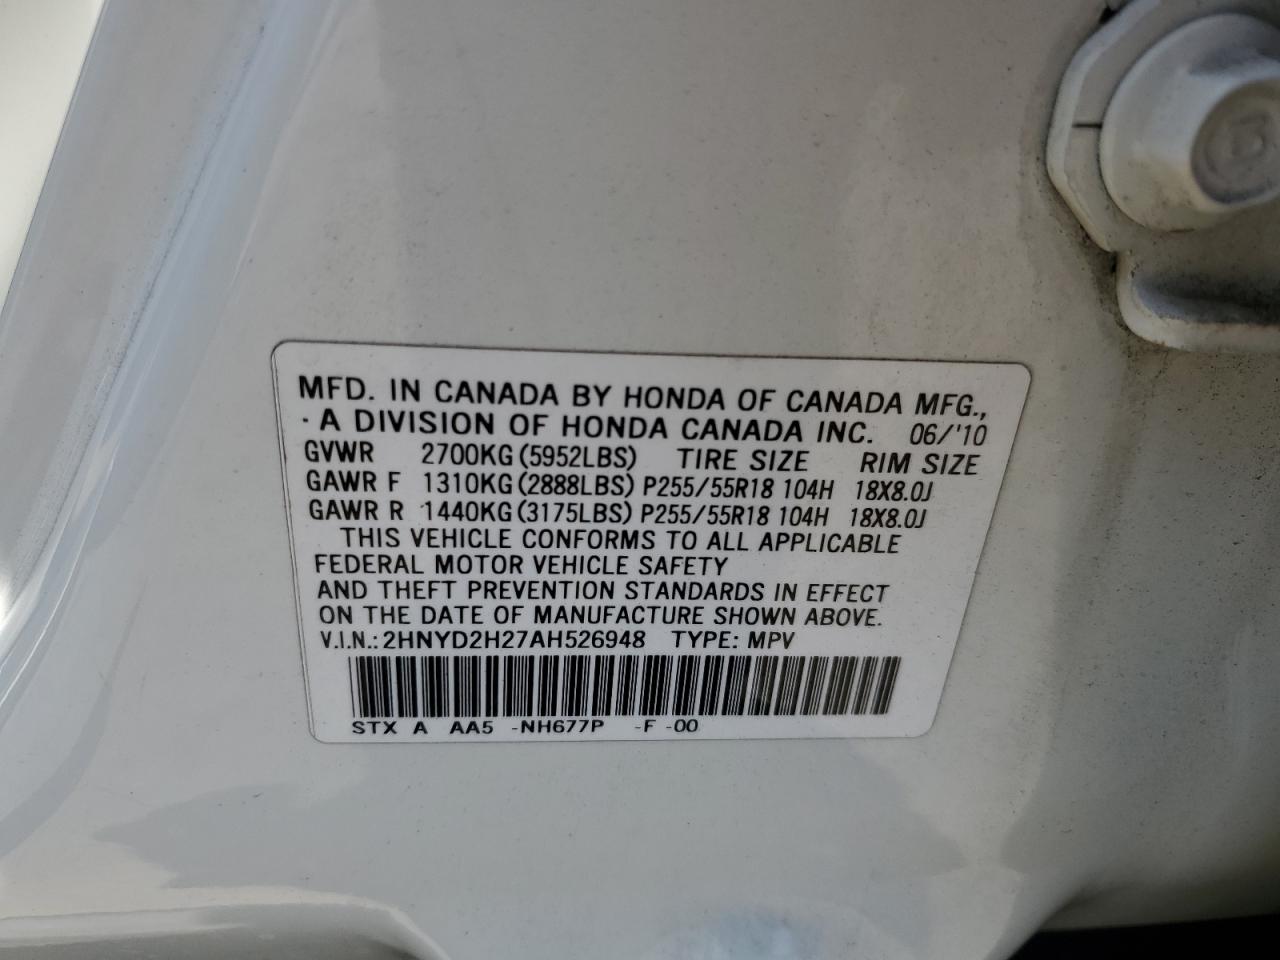 MFD. IN CANADA BY HONDA OF CANADA MFG.,
. A DIVISION OF HONDA CANADA INC. 06/'10
GVWR 2700KG (5952LBS) TIRE SIZE RIM SIZE
GAWR F 1310KG (2888LBS) P255/55R18 104H 18X8.0J
GAWR R 1440KG (3175LBS) P255/55R18 104H 18X8.0J
THIS VEHICLE CONFORMS TO ALL APPLICABLE
FEDERAL MOTOR VEHICLE SAFETY
AND THEFT PREVENTION STANDARDS IN EFFECT
ON THE DATE OF MANUFACTURE SHOWN ABOVE.
V.I.N.: 2HNYD2H27AH526948 TYPE: MPV
STX A AA5 -NH677P -F -00